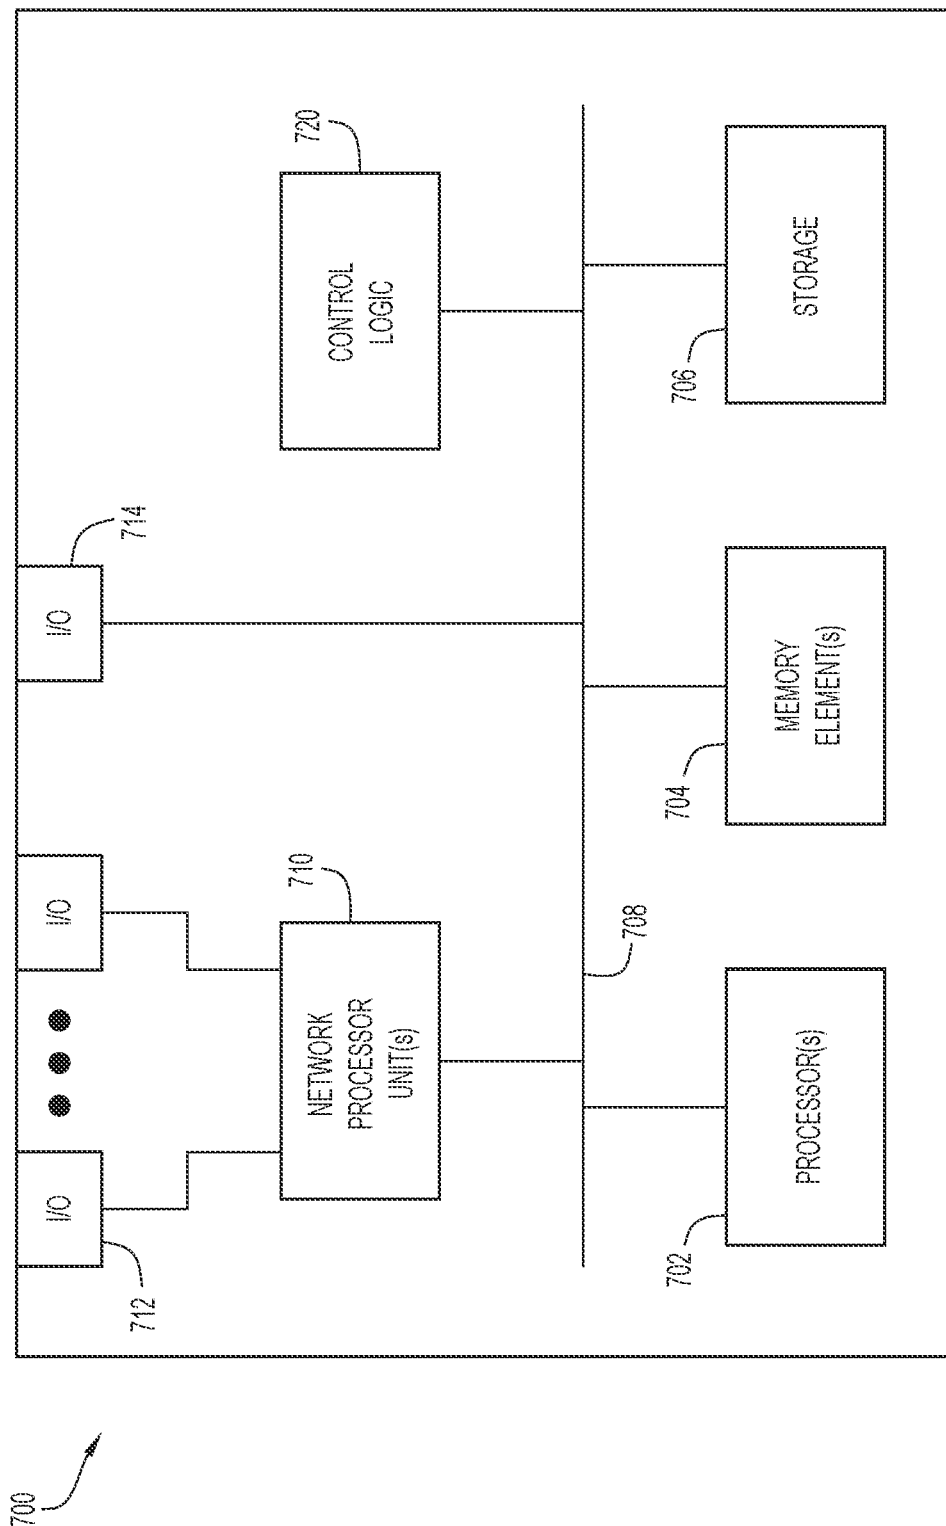 700
712
I/O
I/O
I/O
714
710
NETWORK
PROCESSOR
UNIT(s)
720
CONTROL
LOGIC
708
702
PROCESSOR(s)
704
MEMORY
ELEMENT(s)
706
STORAGE